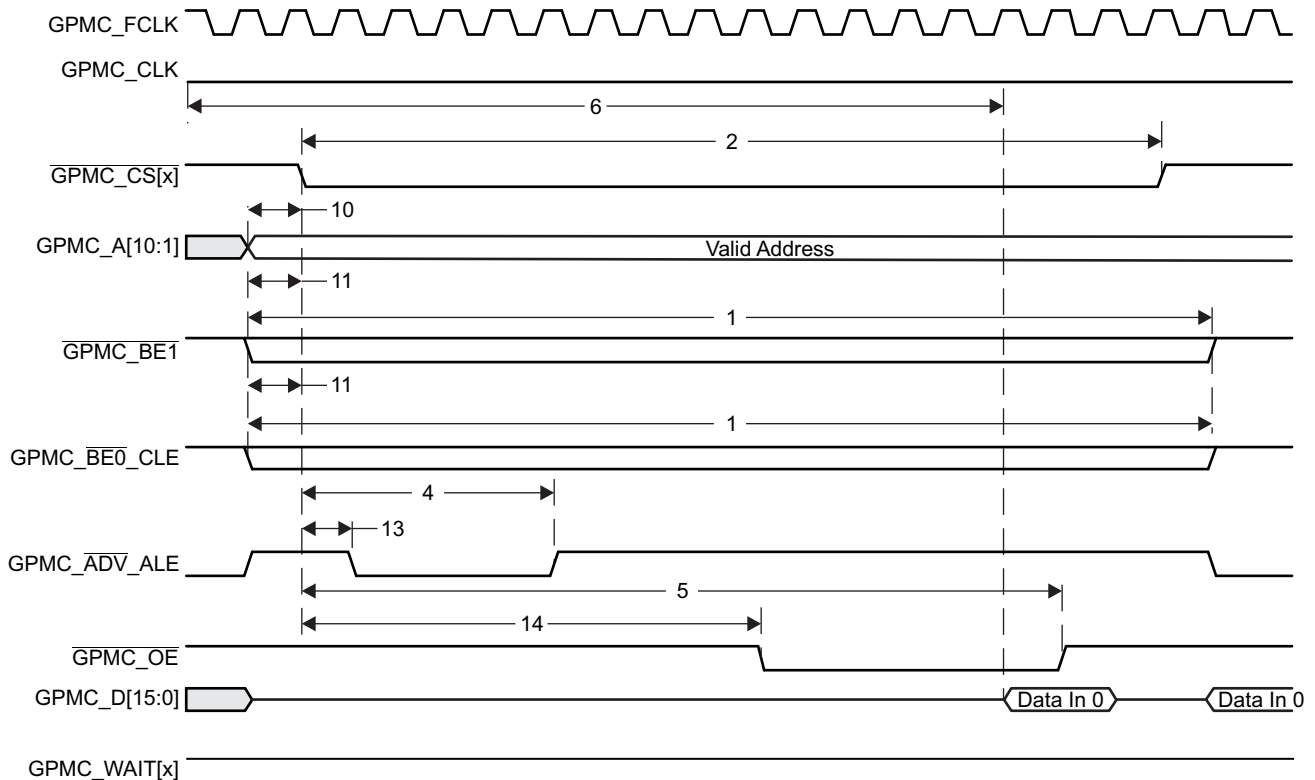 GPMC_FCLK
GPMC_CLK
6
2
GPMC_CS[x]
10
GPMC_A[10:1]
Valid Address
11
1
GPMC_BE1
11
1
GPMC_BE0_CLE
4
13
GPMC_ADV_ALE
5
14
GPMC_OE
GPMC_D[15:0]
Data In 0
Data In 0
GPMC_WAIT[x]